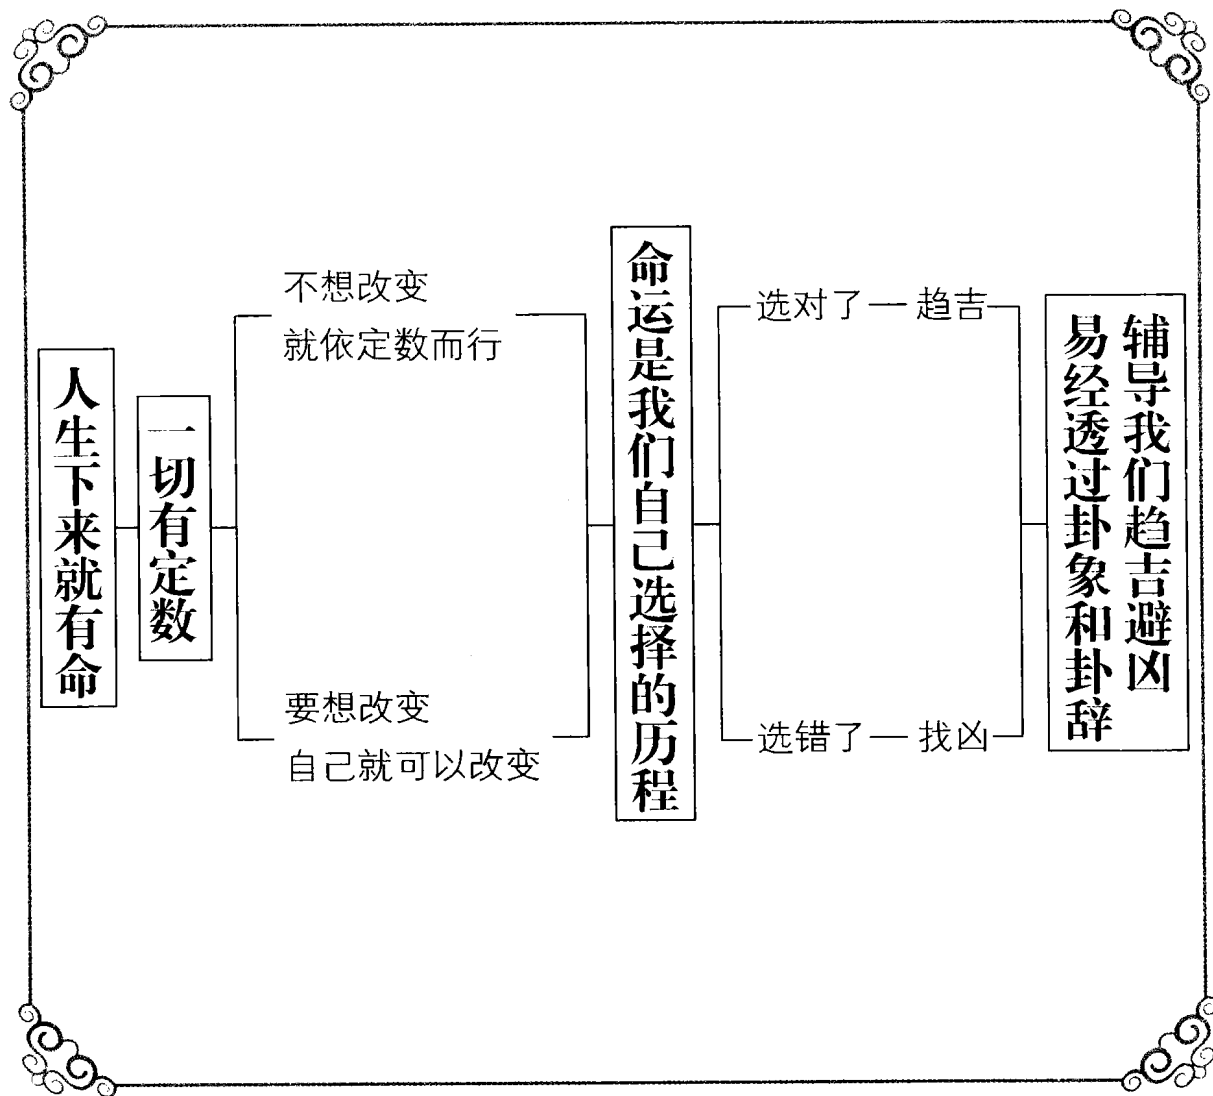 人生下来就有命
一切有定数
不想改变
就依定数而行
要想改变
自己就可以改变
命运是我们自己选择的历程
选对了 — 趋吉
选错了 — 找凶
易经透过卦象和卦辞
辅导我们趋吉避凶